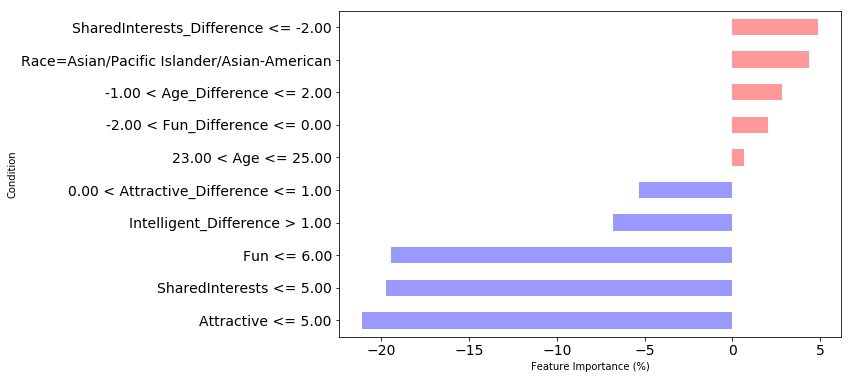 SharedInterests_Difference <= -2.00
Race=Asian/Pacific Islander/Asian-American
-1.00 < Age_Difference <= 2.00
-2.00 < Fun_Difference <= 0.00
23.00 < Age <= 25.00
0.00 < Attractive_Difference <= 1.00
Intelligent_Difference > 1.00
Fun <= 6.00
SharedInterests <= 5.00
Attractive <= 5.00
Condition
−20 −15 −10 −5 0 5
Feature Importance (%)